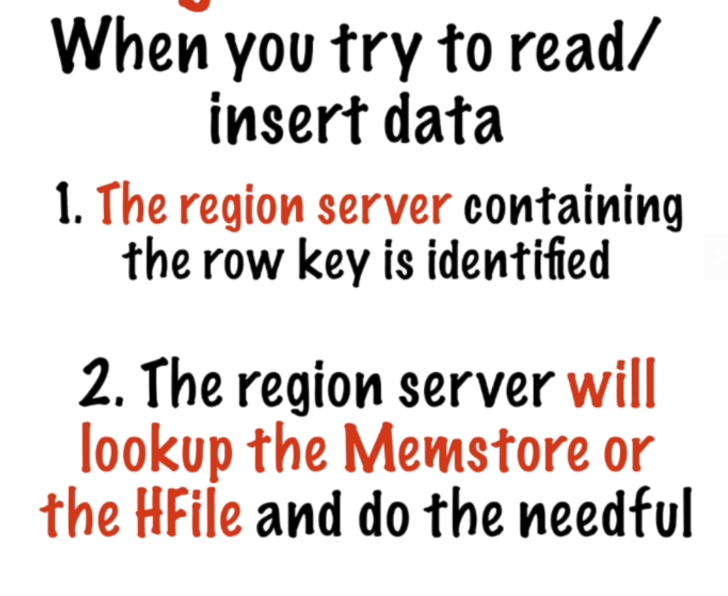 When you try to read/
insert data
1. The region server containing
the row key is identified
2. The region server will
lookup the Memstore or
the HFile and do the needful